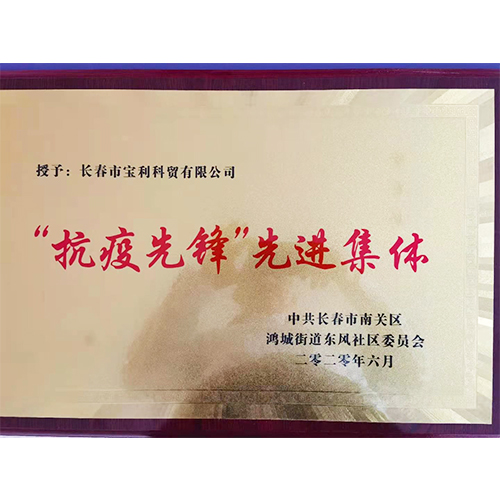 授予：长春市宝利科贸有限公司
“抗疫先锋”先进集体
中共长春市南关区
鸿城街道东风社区委员会
二零二零年六月